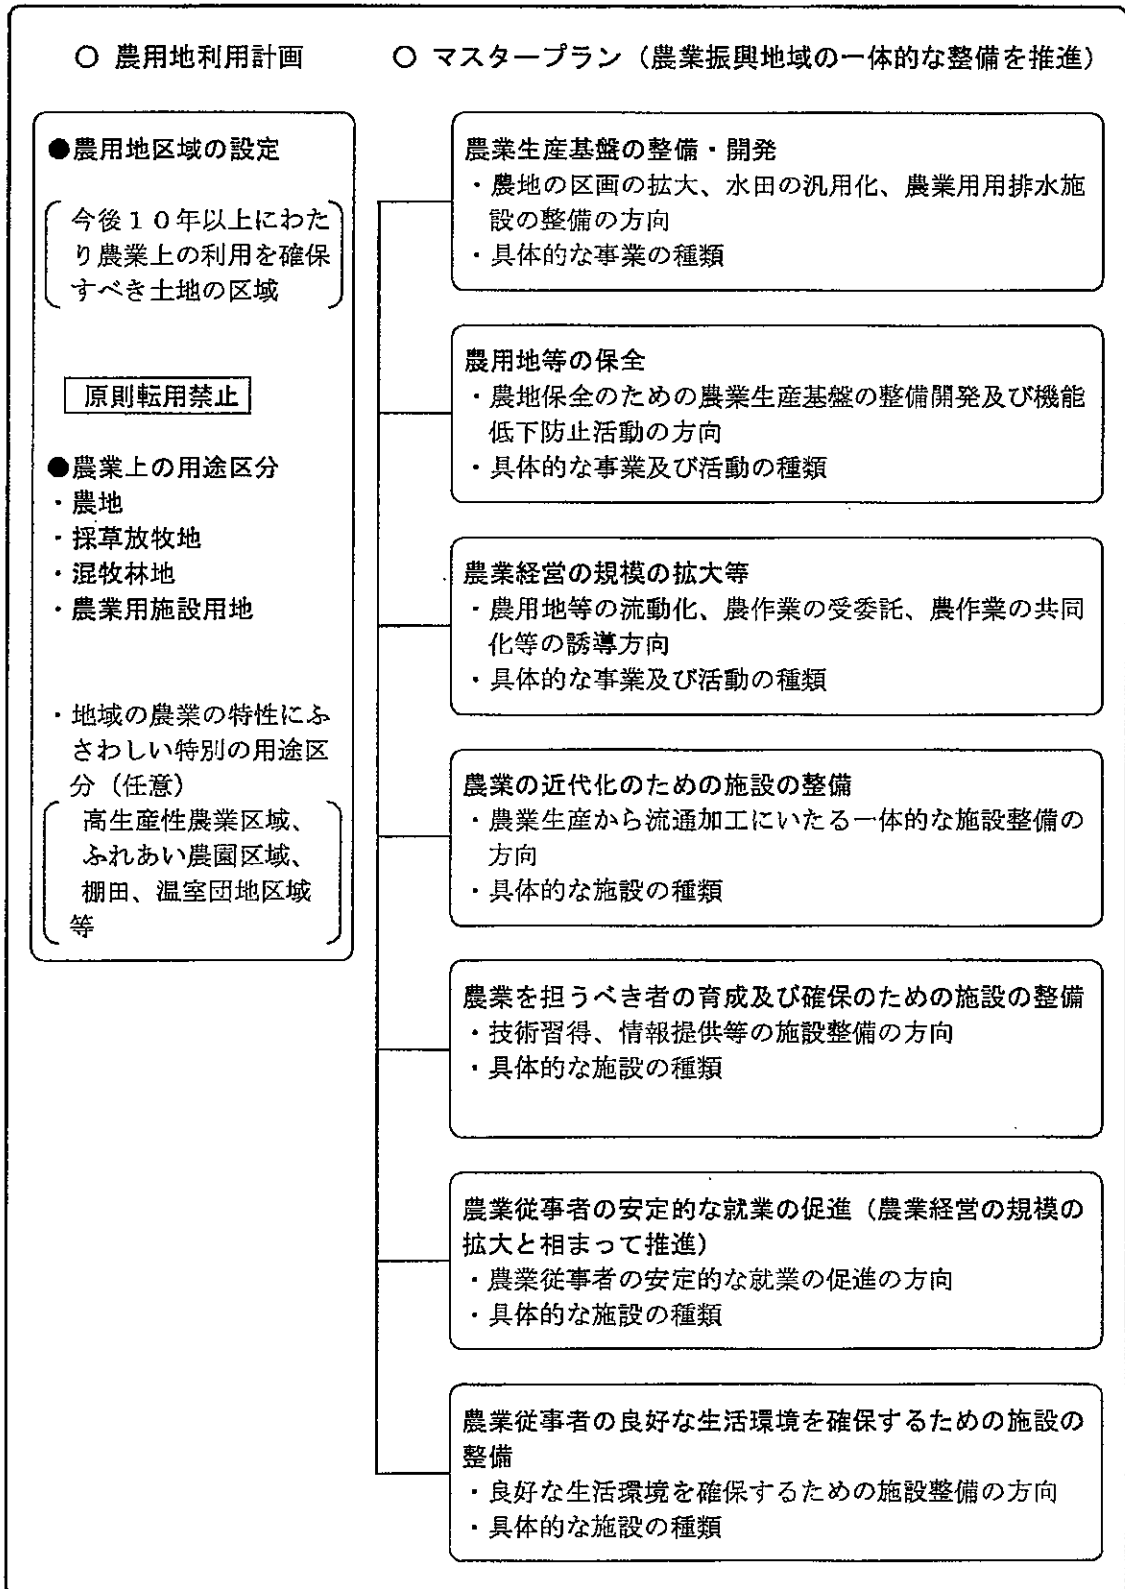 ○ 農用地利用計画
●農用地区域の設定
今後１０年以上にわた
り農業上の利用を確保
すべき土地の区域
原則転用禁止
●農業上の用途区分
・農地
・採草放牧地
・混牧林地
・農業用施設用地
・地域の農業の特性にふ
さわしい特別の用途区
分（任意）
高生産性農業区域、
ふれあい農園区域、
棚田、温室団地区域
等
○ マスタープラン（農業振興地域の一体的な整備を推進）
農業生産基盤の整備・開発
・農地の区画の拡大、水田の汎用化、農業用用排水施
設の整備の方向
・具体的な事業の種類
農用地等の保全
・農地保全のための農業生産基盤の整備開発及び機能
低下防止活動の方向
・具体的な事業及び活動の種類
農業経営の規模の拡大等
・農用地等の流動化、農作業の受委託、農作業の共同
化等の誘導方向
・具体的な事業及び活動の種類
農業の近代化のための施設の整備
・農業生産から流通加工にいたる一体的な施設整備の
方向
・具体的な施設の種類
農業を担うべき者の育成及び確保のための施設の整備
・技術習得、情報提供等の施設整備の方向
・具体的な施設の種類
農業従事者の安定的な就業の促進（農業経営の規模の
拡大と相まって推進）
・農業従事者の安定的な就業の促進の方向
・具体的な施設の種類
農業従事者の良好な生活環境を確保するための施設の
整備
・良好な生活環境を確保するための施設整備の方向
・具体的な施設の種類